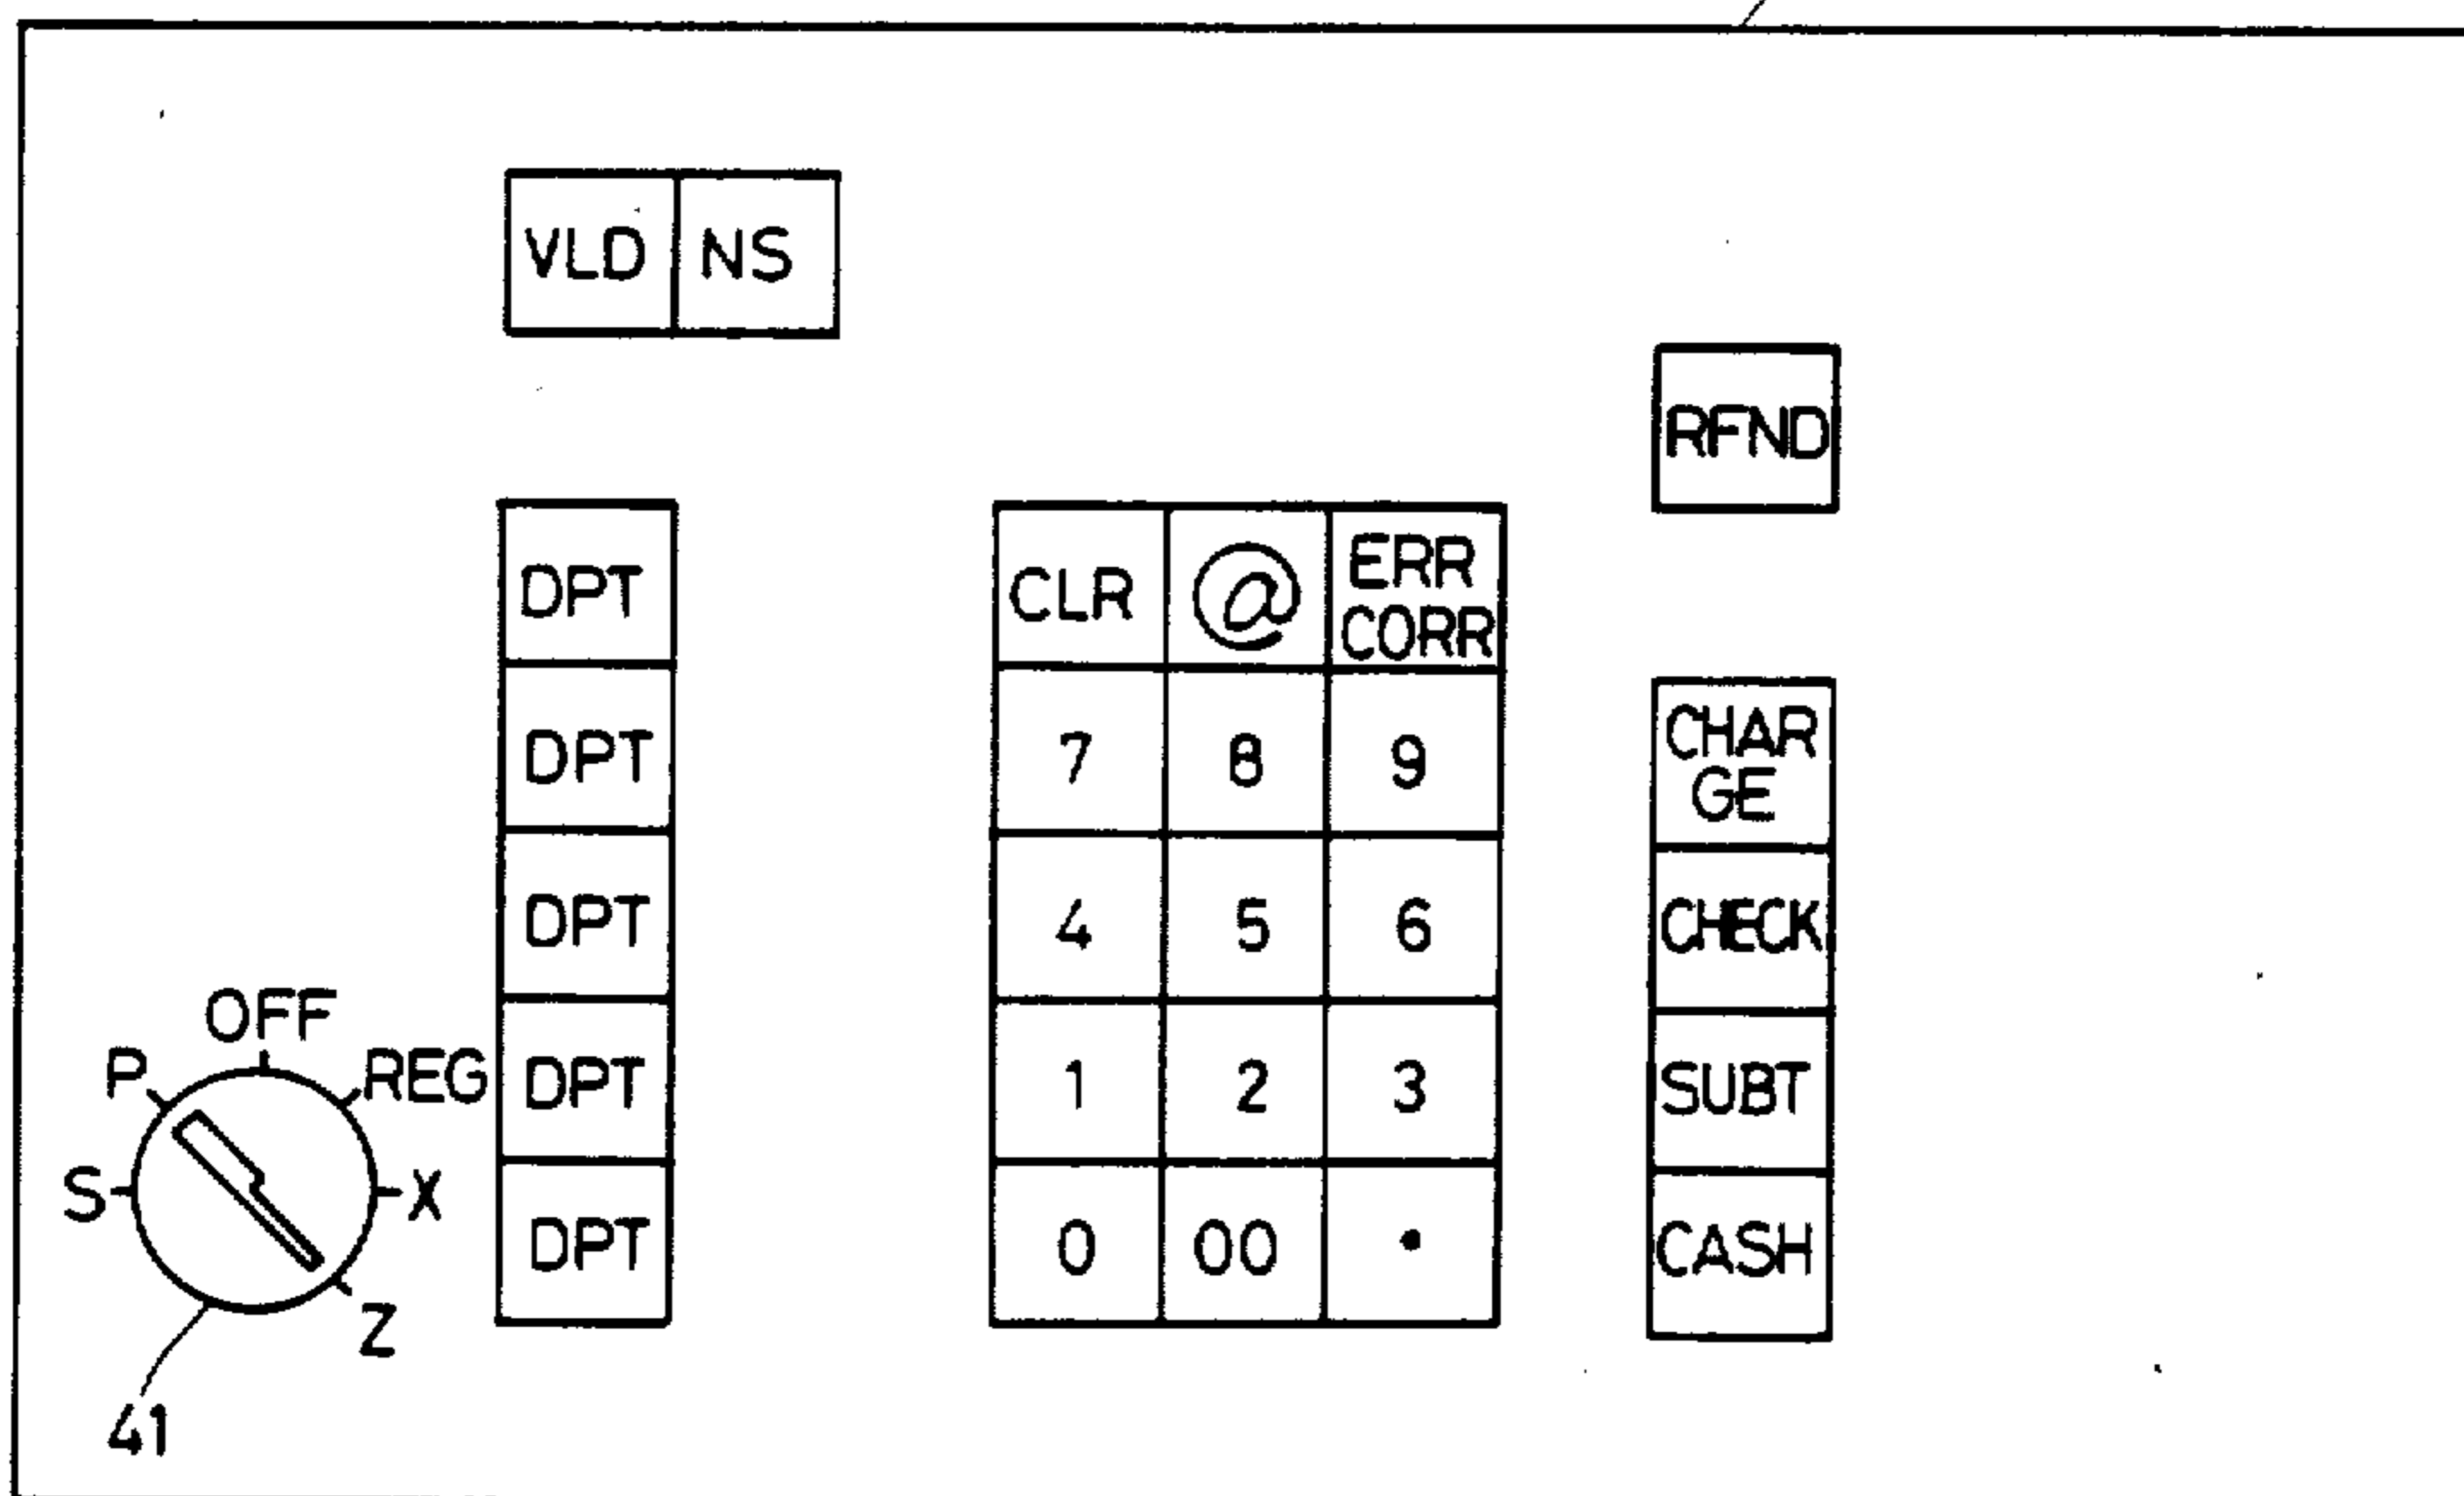 VLD NS
RFND
DPT CLR @ ERR
CORR
DPT 7 8 9 CHAR
GE
DPT 4 5 6 CHECK
OFF
P REG DPT 1 2 3 SUBT
S X
DPT 0 00 • CASH
Z
41